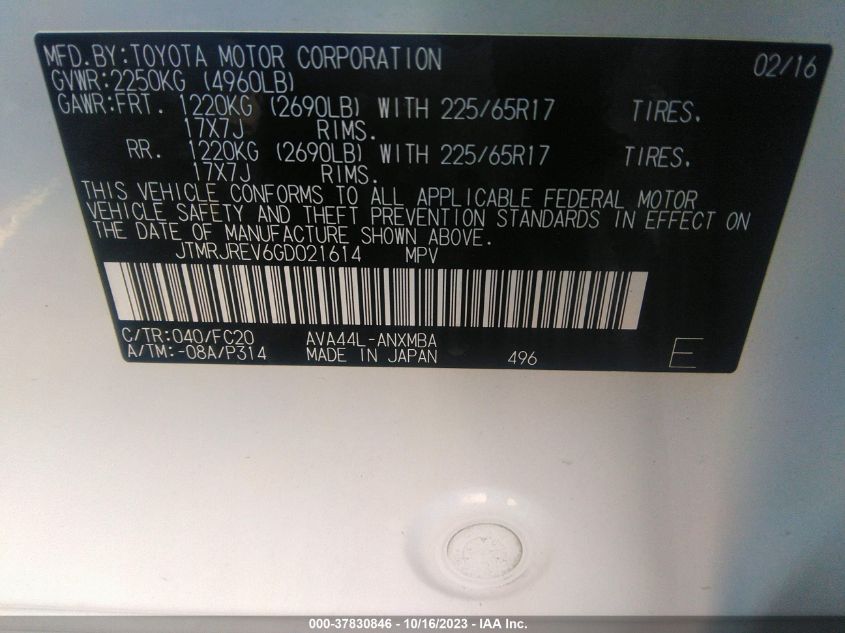 MFD.BY:TOYOTA MOTOR CORPORATION 02/16
GVWR:2250KG (4960LB)
GAWR:FRT. 1220KG (2690LB) WITH 225/65R17 TIRES.
17X7J RIMS.
RR. 1220KG (2690LB) WITH 225/65R17 TIRES.
17X7J RIMS.
THIS VEHICLE CONFORMS TO ALL APPLICABLE FEDERAL MOTOR
VEHICLE SAFETY AND THEFT PREVENTION STANDARDS IN EFFECT ON
THE DATE OF MANUFACTURE SHOWN ABOVE.
JTMRJREV6GD021614 MPV
C/TR:040/FC20 AVA44L-ANXMBA
A/TM:-08A/P314 MADE IN JAPAN 496 E
000-37830846 - 10/16/2023 - IAA Inc.